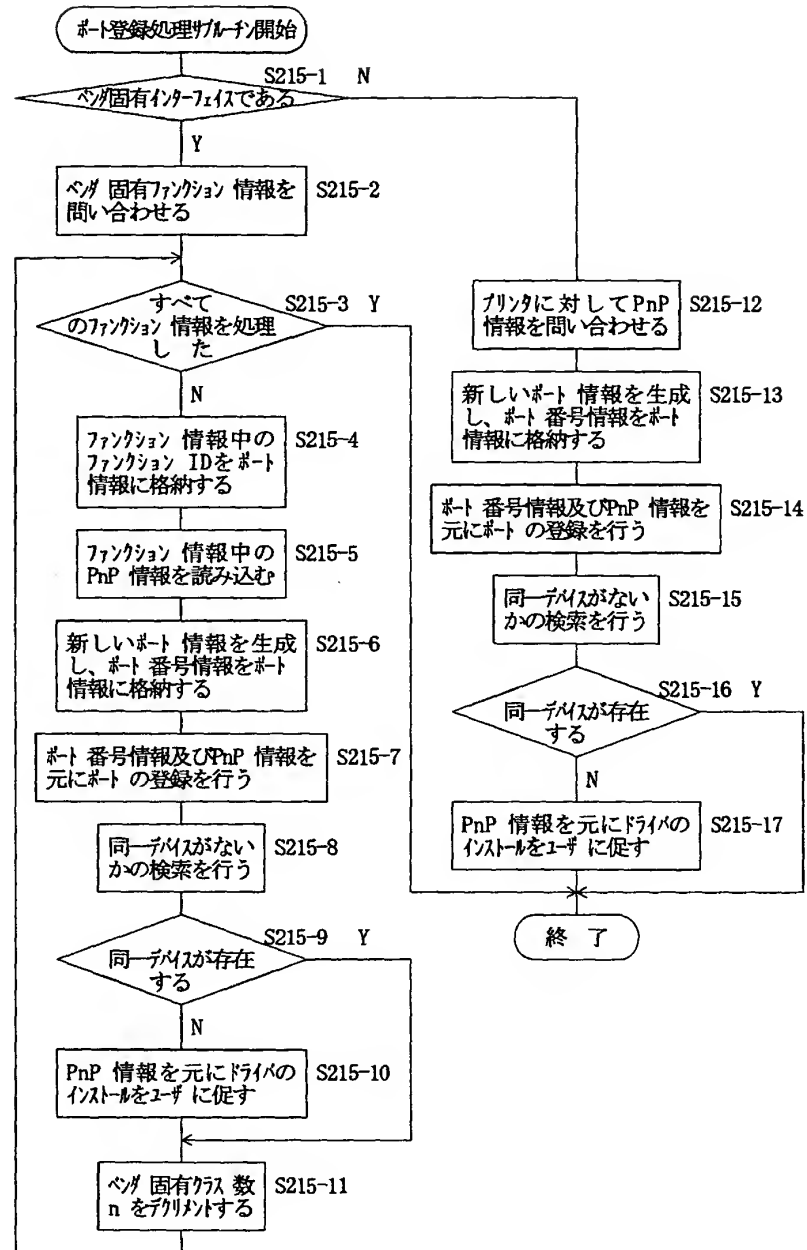 ポート登録処理サブルーチン開始
S215-1 N
ベンダ固有インターフェイスである
Y
ベンダ 固有ファンクション 情報を
問い合わせる
S215-2
すべて
のファンクション 情報を処理
し た
S215-3 Y
N
ファンクション 情報中の
ファンクション IDをポート
情報に格納する
S215-4
ファンクション 情報中の
PnP 情報を読み込む
S215-5
新しいポート 情報を生成
し、ポート 番号情報をポート
情報に格納する
S215-6
ポート 番号情報及びPnP 情報を
元にポート の登録を行う
S215-7
同一デバイスがない
かの検索を行う
S215-8
S215-9 Y
同一デバイスが存在
する
N
PnP 情報を元にドライバの
インストールをユーザ に促す
S215-10
ベンダ 固有クラス 数
n をデクリメントする
S215-11
プリンタに対してPnP
情報を問い合わせる
S215-12
新しいポート 情報を生成
し、ポート 番号情報をポート
情報に格納する
S215-13
ポート 番号情報及びPnP 情報を
元にポート の登録を行う
S215-14
同一デバイスがない
かの検索を行う
S215-15
S215-16 Y
同一デバイスが存在
する
N
PnP 情報を元にドライバの
インストールをユーザ に促す
S215-17
終 了